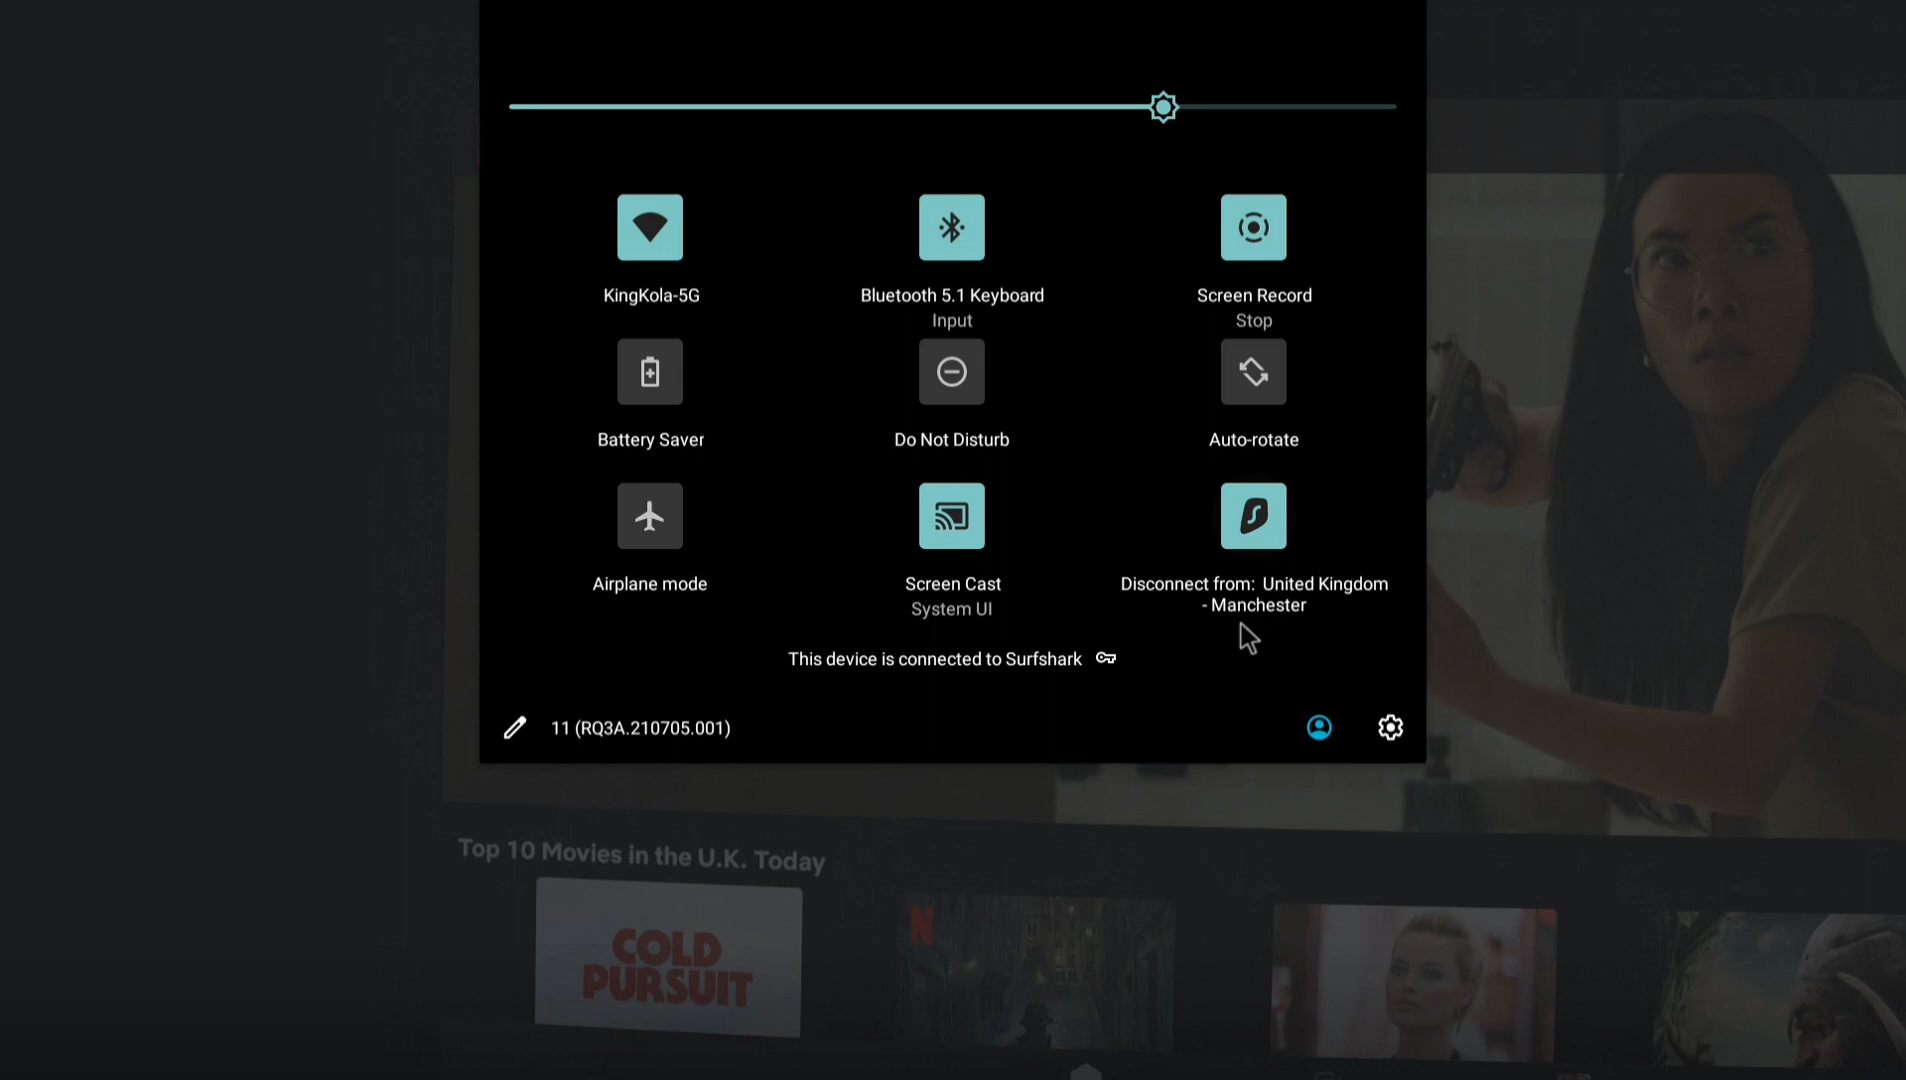 KingKola-5G
Bluetooth 5.1 Keyboard
Input
Screen Record
Stop
Battery Saver
Do Not Disturb
Auto-rotate
Airplane mode
Screen Cast
System UI
Disconnect from: United Kingdom
- Manchester
This device is connected to Surfshark
11 (RQ3A.210705.001)
Top 10 Movies in the U.K. Today
COLD
PURSUIT
N